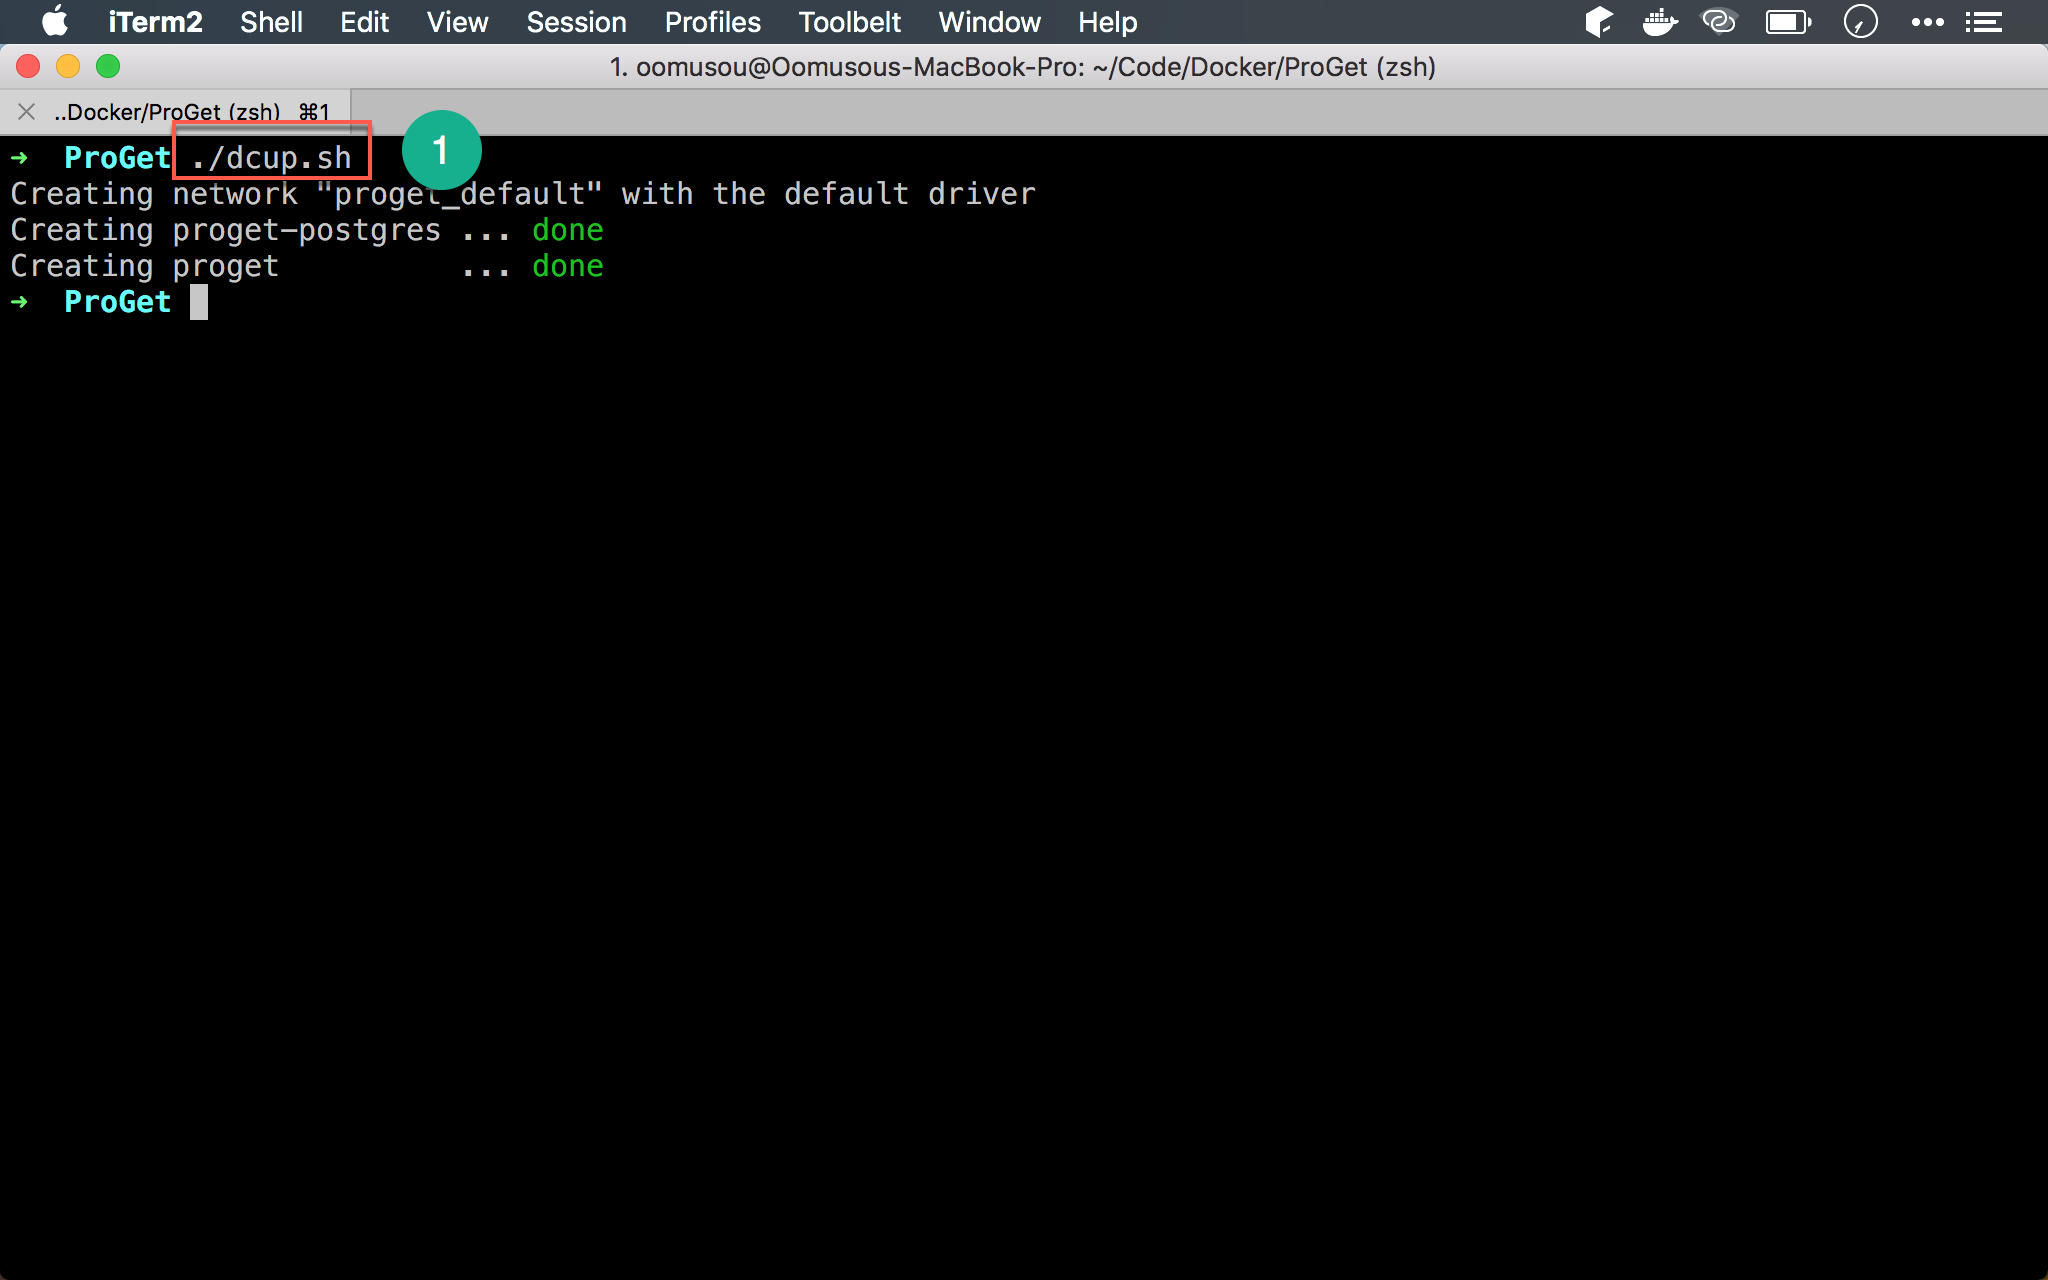 iTerm2 Shell Edit View Session Profiles Toolbelt Window Help
1. oomusou@Oomusous-MacBook-Pro: ~/Code/Docker/ProGet (zsh)
..Docker/ProGet (zsh) ⌘1
➜ ProGet ./dcup.sh 1
Creating network "proget_default" with the default driver
Creating proget-postgres ... done
Creating proget ... done
➜ ProGet